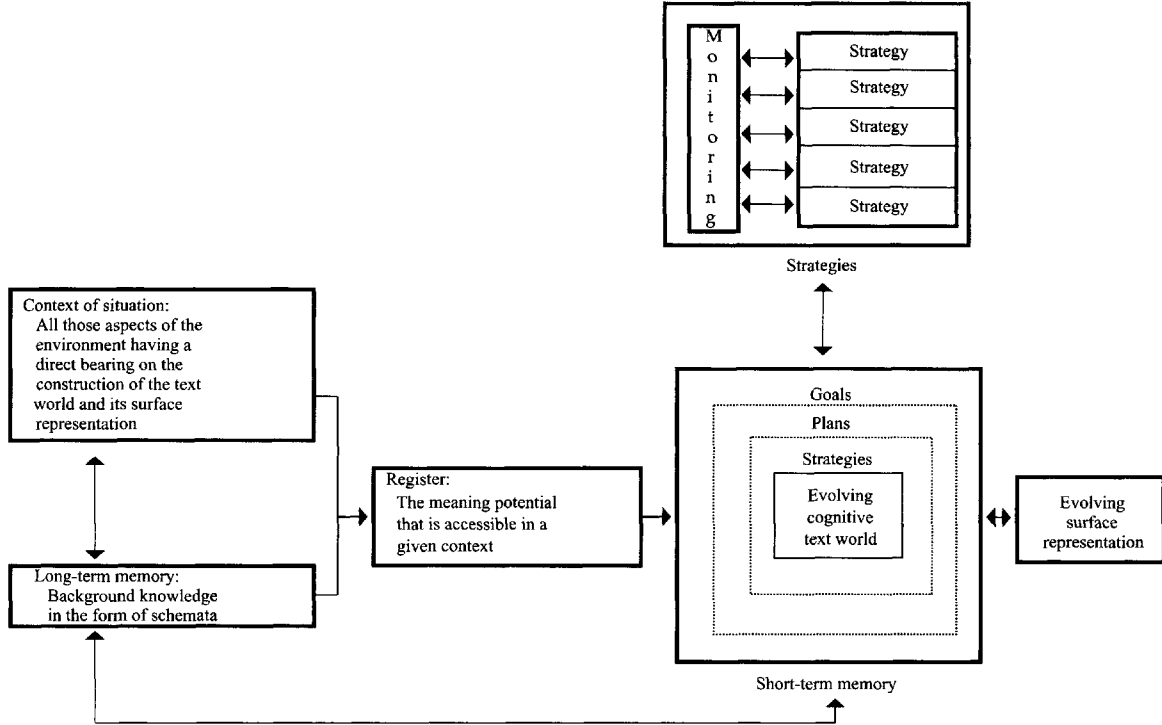 Monitoring
Strategy
Strategy
Strategy
Strategy
Strategy
Strategies
Context of situation:
All those aspects of the
environment having a
direct bearing on the
construction of the text
world and its surface
representation
Long-term memory:
Background knowledge
in the form of schemata
Register:
The meaning potential
that is accessible in a
given context
Goals
Plans
Strategies
Evolving
cognitive
text world
Short-term memory
Evolving
surface
representation